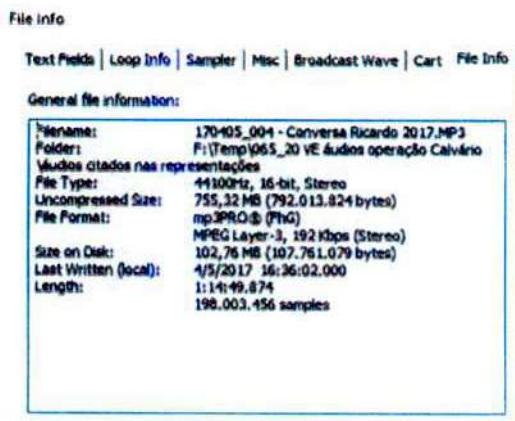 File Info
Text Fields | Loop Info | Sampler | Misc | Broadcast Wave | Cart File Info
General file information:
Filename: 170405_004 - Conversa Ricardo 2017.MP3
Folder: F:\Temp\065_20 VE áudios operação Calvário
\áudios citados nas representações
File Type: 44100Hz, 16-bit, Stereo
Uncompressed Size: 755,32 MB (792.013.824 bytes)
File Format: mp3PRO® (FhG)
MPEG Layer-3, 192 Kbps (Stereo)
Size on Disk: 102,76 MB (107.761.079 bytes)
Last Written (local): 4/5/2017 16:36:02.000
Length: 1:14:49.874
198.003.456 samples